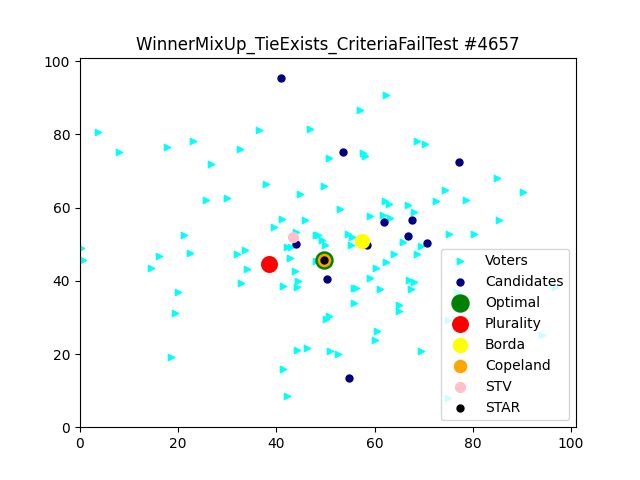 WinnerMixUp_TieExists_CriteriaFailTest #4657
100
80
60
40
20
0
0
20
40
60
80
100
Voters
Candidates
Optimal
Plurality
Borda
Copeland
STV
STAR